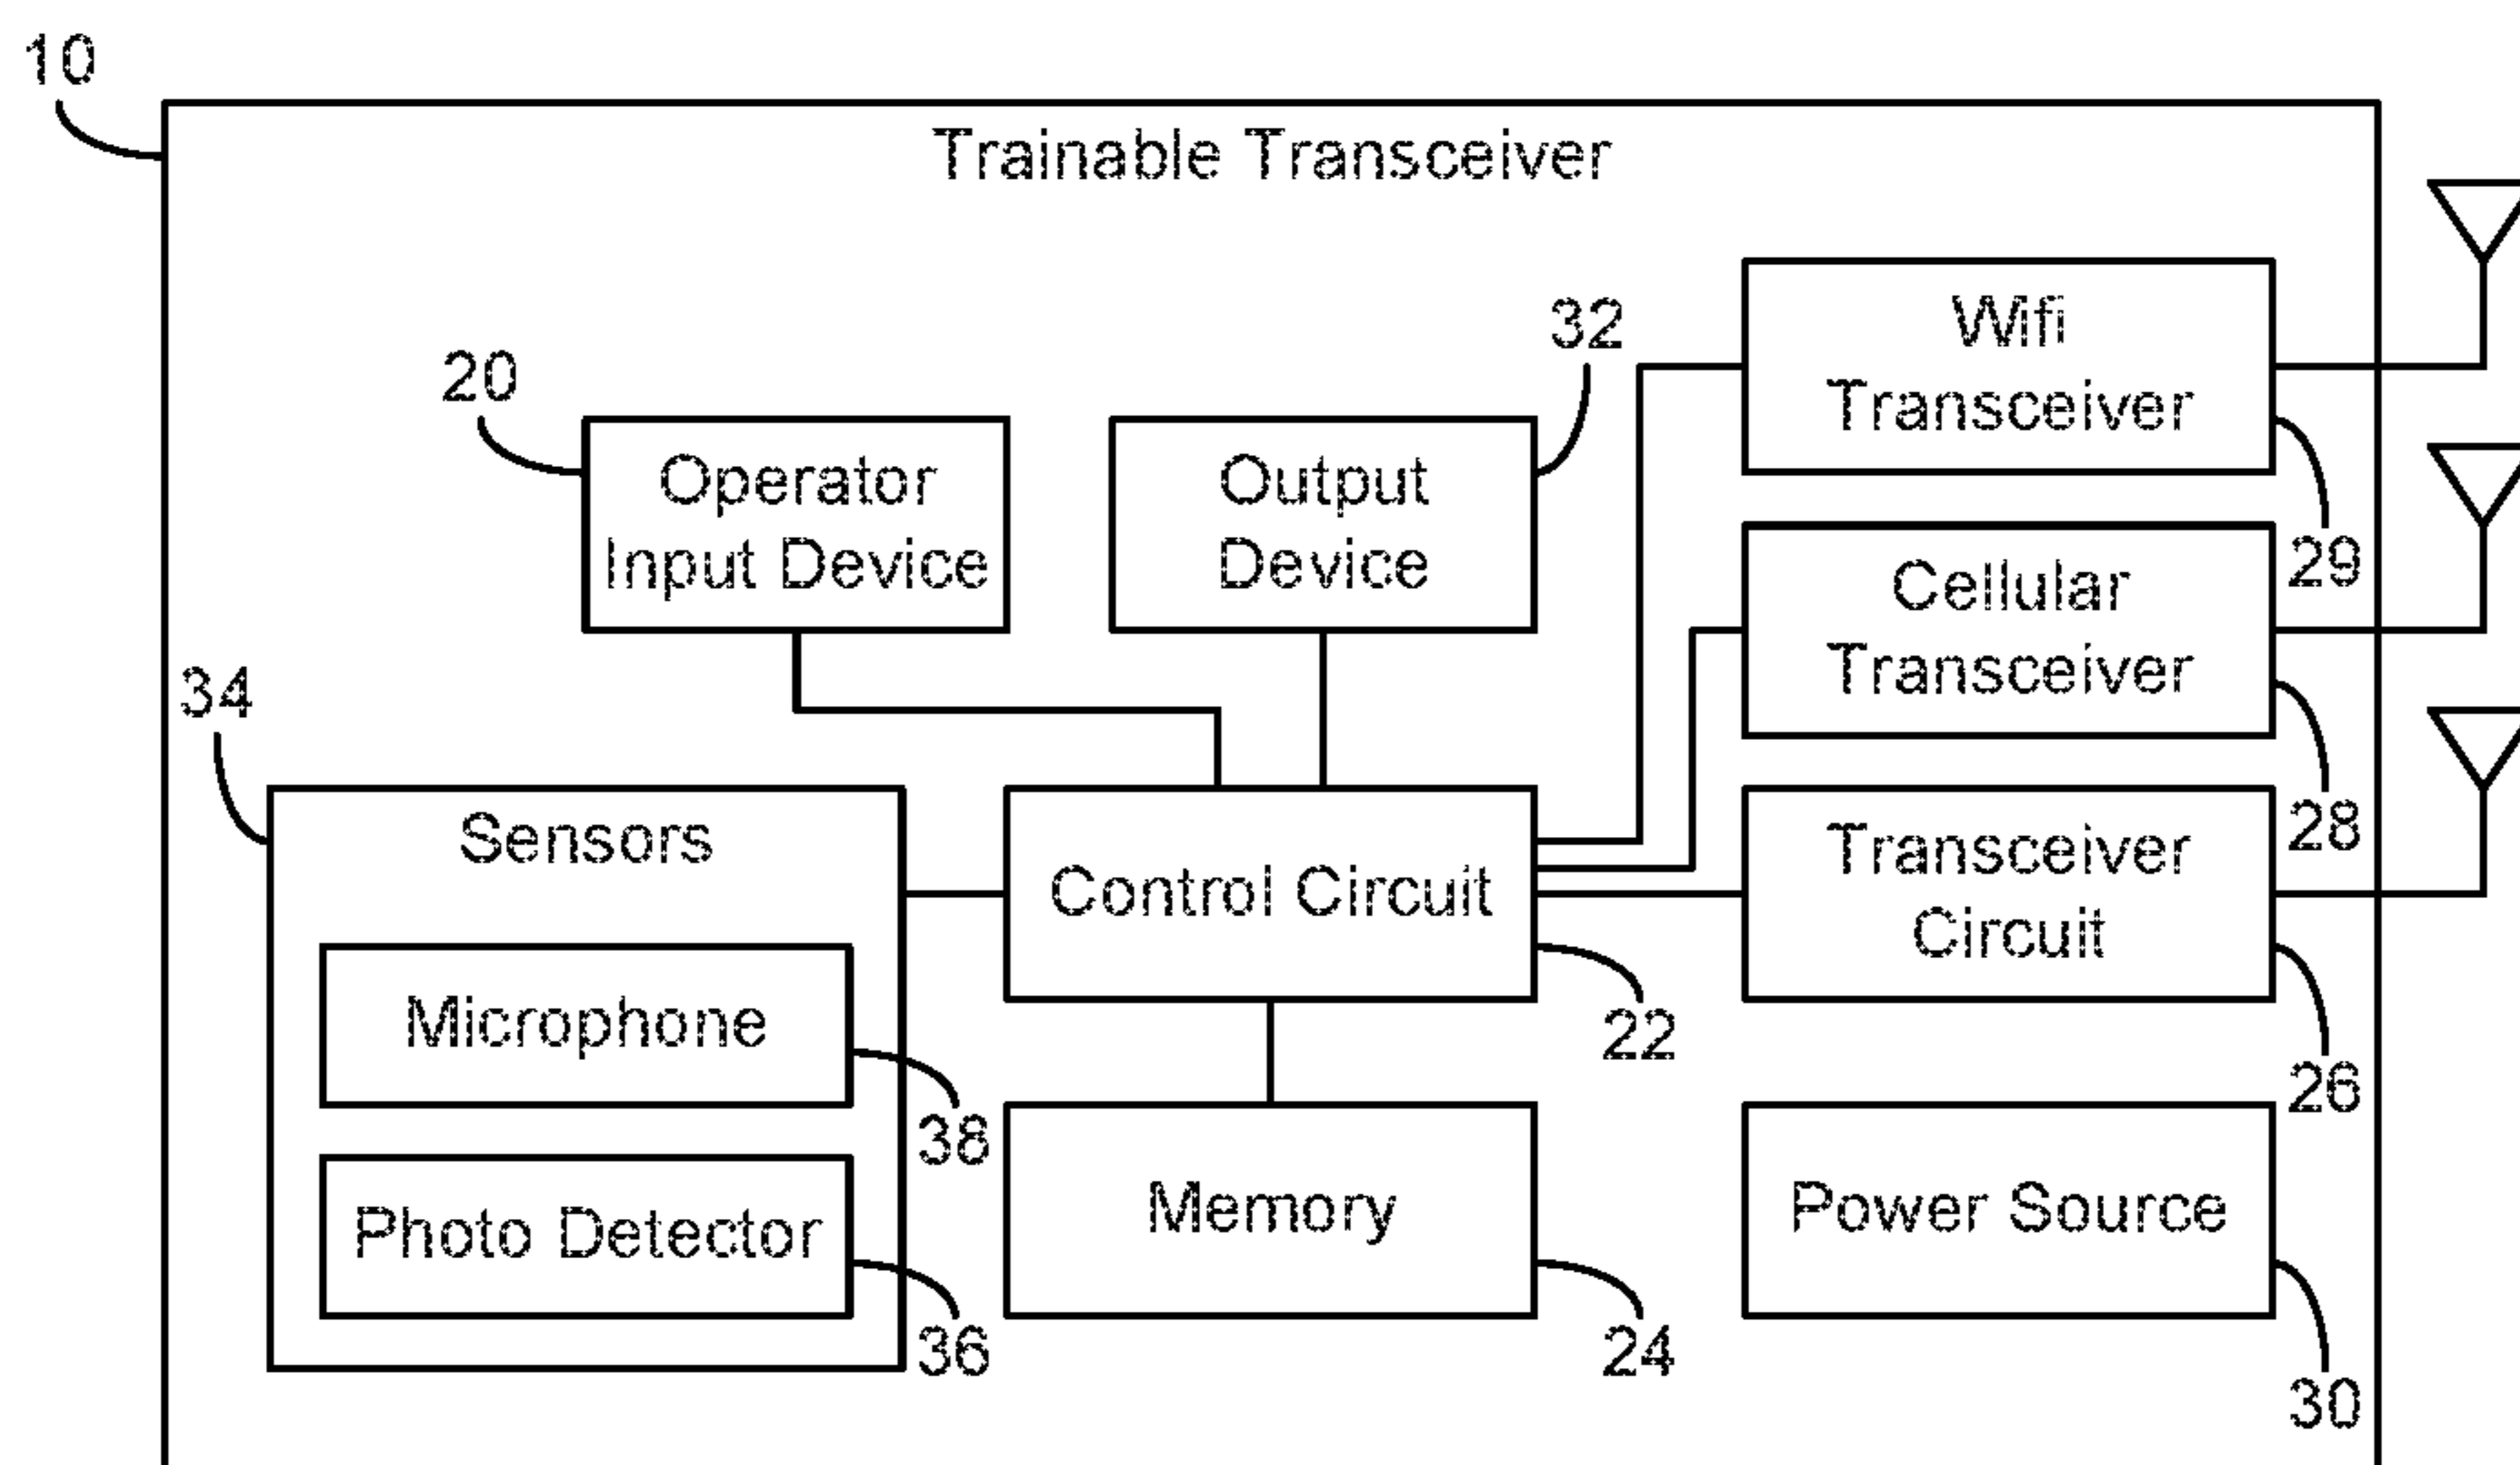 10
Trainable Transceiver
32
Wifi
Transceiver
20
Operator
Input Device
Output
Device
29
Cellular
Transceiver
34
28
Sensors
Control Circuit
Transceiver
Circuit
Microphone
22
26
38
Photo Detector
Memory
Power Source
36
24
30